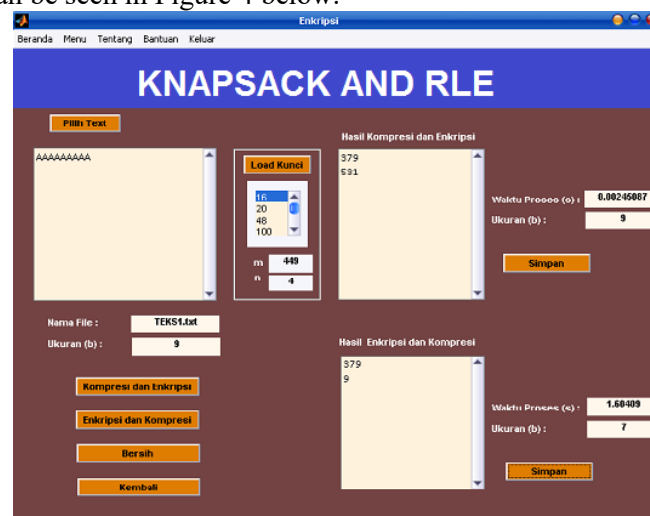 an be seen in Figure 4 below.
Enkripsi
Beranda Menu Tentang Bantuan Keluar
KNAPSACK AND RLE
Pilih Text
AAAAAAAAA
Load Kunci
16
20
48
100
m 449
n 4
Hasil Kompresi dan Enkripsi
379
531
Waktu Proses (s) : 0.00245087
Ukuran (b) : 9
Simpan
Nama File : TEKS1.txt
Ukuran (b) : 9
Kompresi dan Enkripsi
Enkripsi dan Kompresi
Bersih
Kembali
Hasil Enkripsi dan Kompresi
379
9
Waktu Proses (s) : 1.60409
Ukuran (b) : 7
Simpan